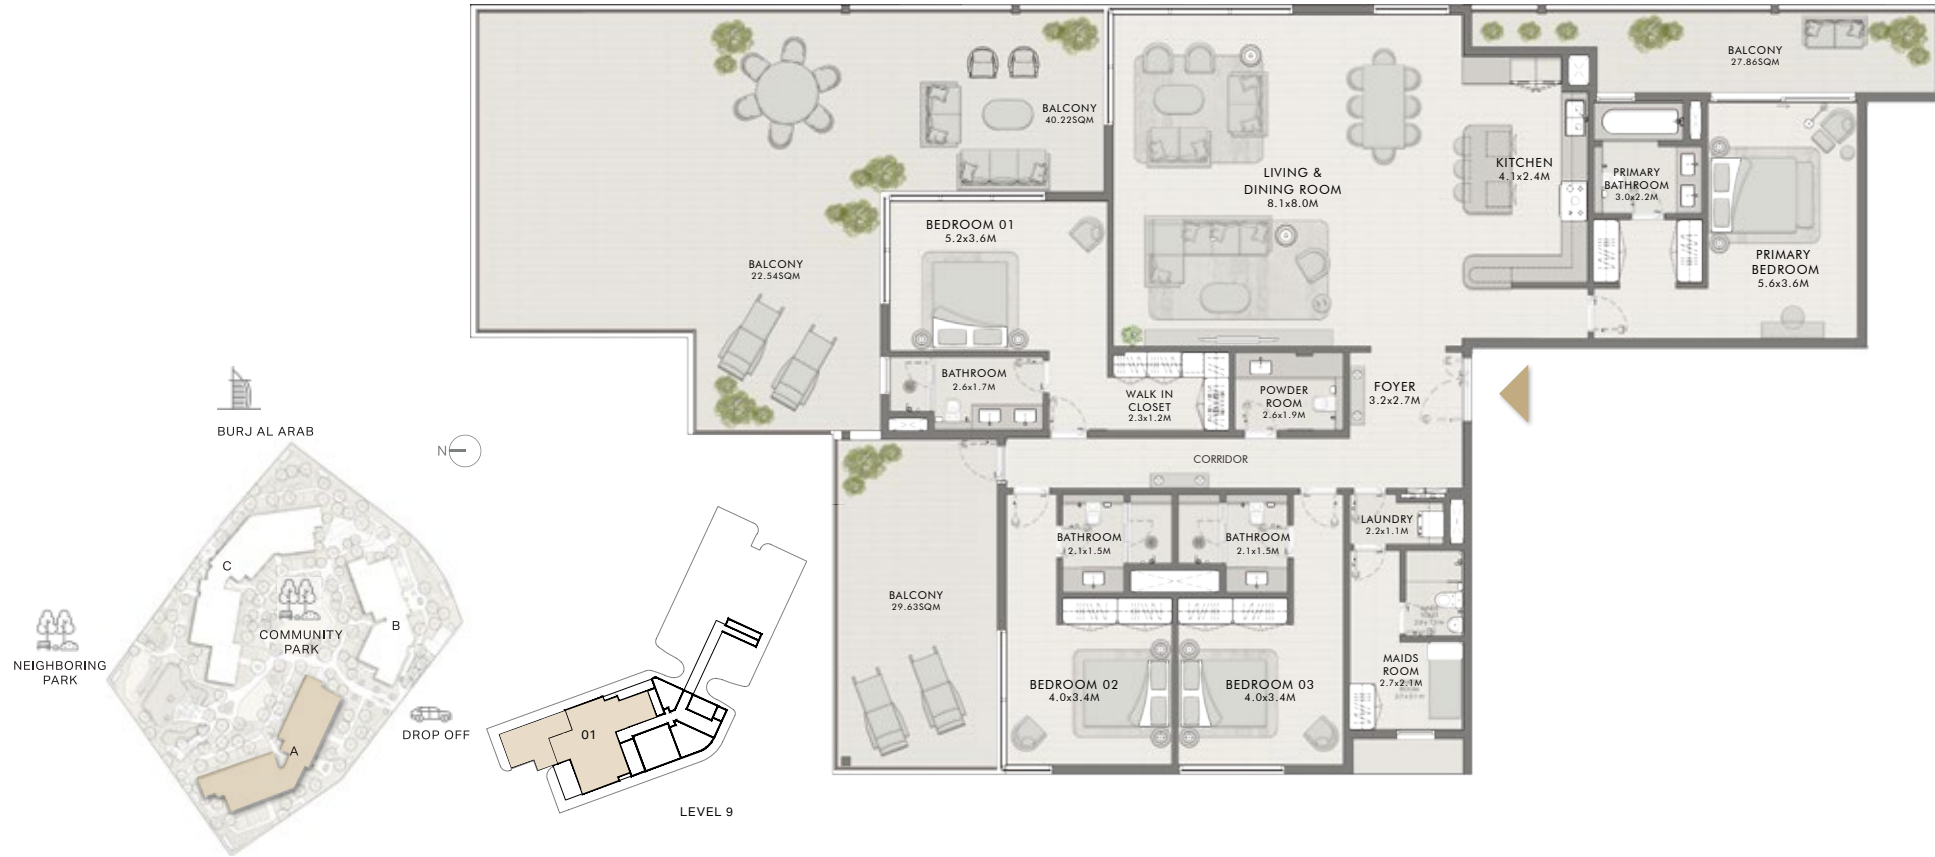 BALCONY
40.22SQM
BALCONY
27.86SQM
LIVING &
DINING ROOM
8.1x8.0M
KITCHEN
4.1x2.4M
PRIMARY
BATHROOM
3.0x2.2M
PRIMARY
BEDROOM
5.6x3.6M
BEDROOM 01
5.2x3.6M
BALCONY
22.54SQM
BATHROOM
2.6x1.7M
WALK IN
CLOSET
2.3x1.2M
POWDER
ROOM
2.6x1.9M
FOYER
3.2x2.7M
CORRIDOR
BATHROOM
2.1x1.5M
BATHROOM
2.1x1.5M
LAUNDRY
2.2x1.1M
BALCONY
29.63SQM
BEDROOM 02
4.0x3.4M
BEDROOM 03
4.0x3.4M
MAIDS
ROOM
2.7x2.1M
BURJ AL ARAB
N
C
B
A
COMMUNITY
PARK
NEIGHBORING
PARK
DROP OFF
01
LEVEL 9